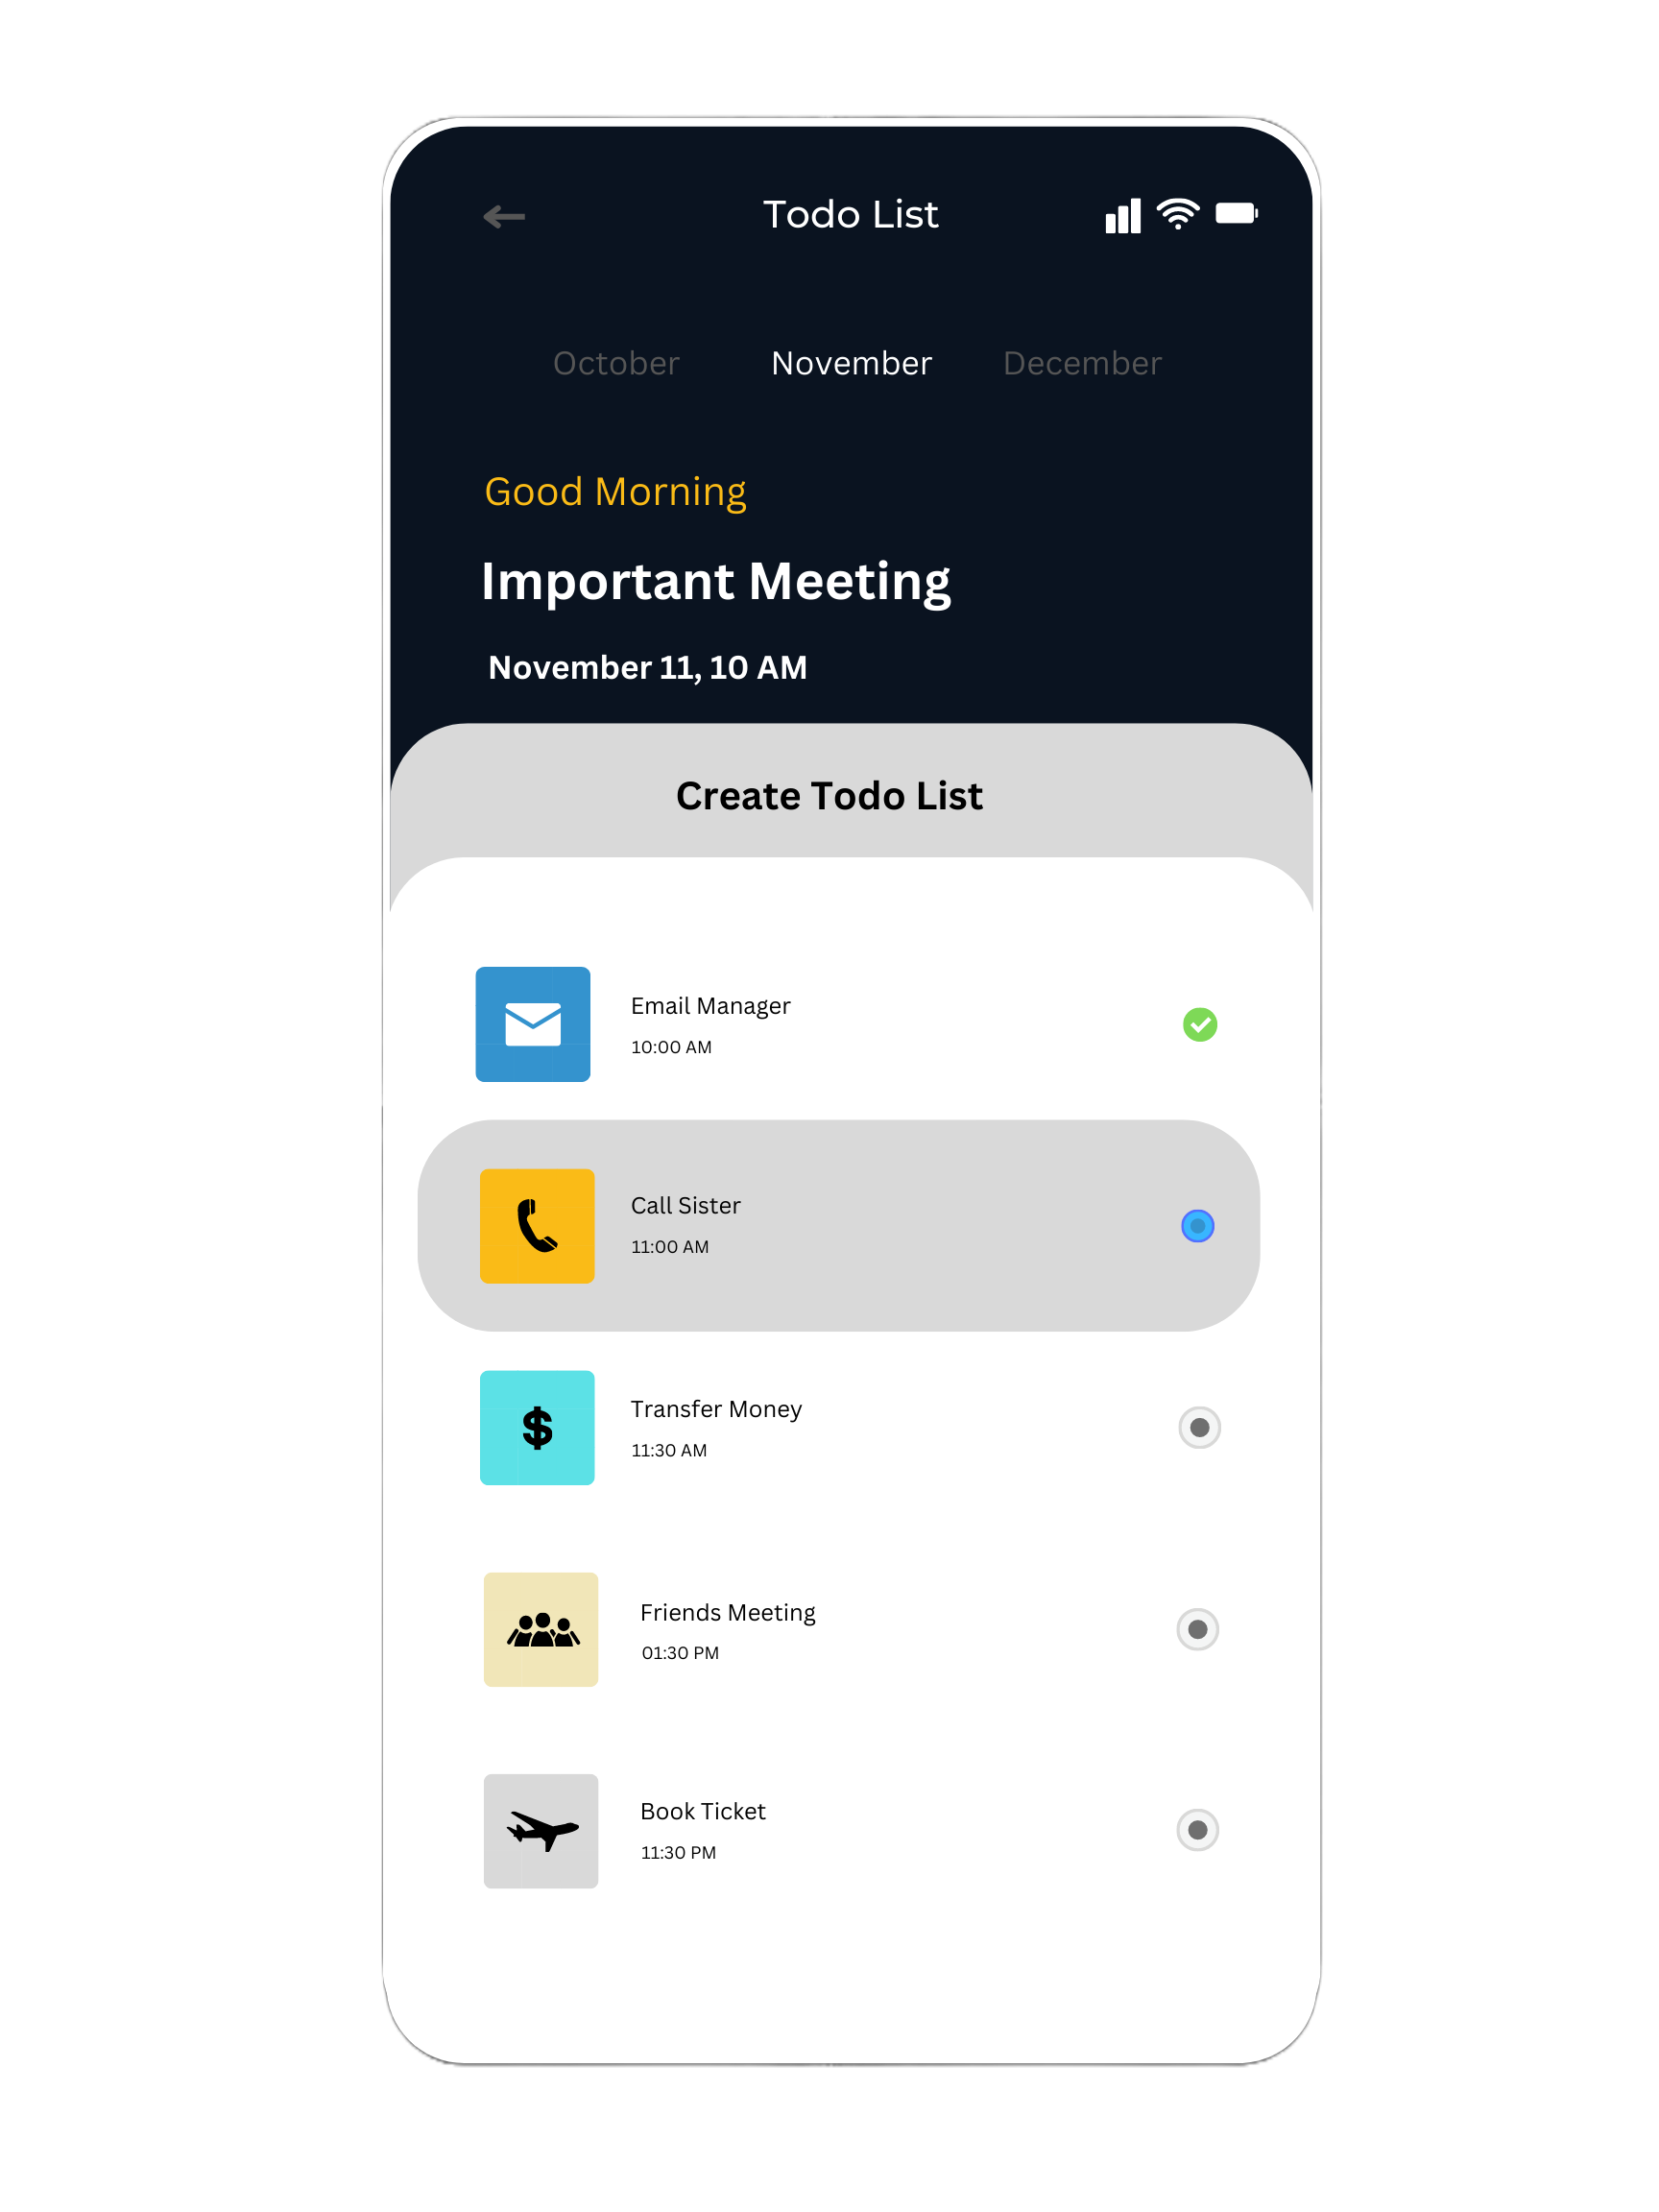 Todo List
October November December
Good Morning
Important Meeting
November 11, 10 AM
Create Todo List
Email Manager
10:00 AM
Call Sister
11:00 AM
$
Transfer Money
11:30 AM
Friends Meeting
01:30 PM
Book Ticket
11:30 PM